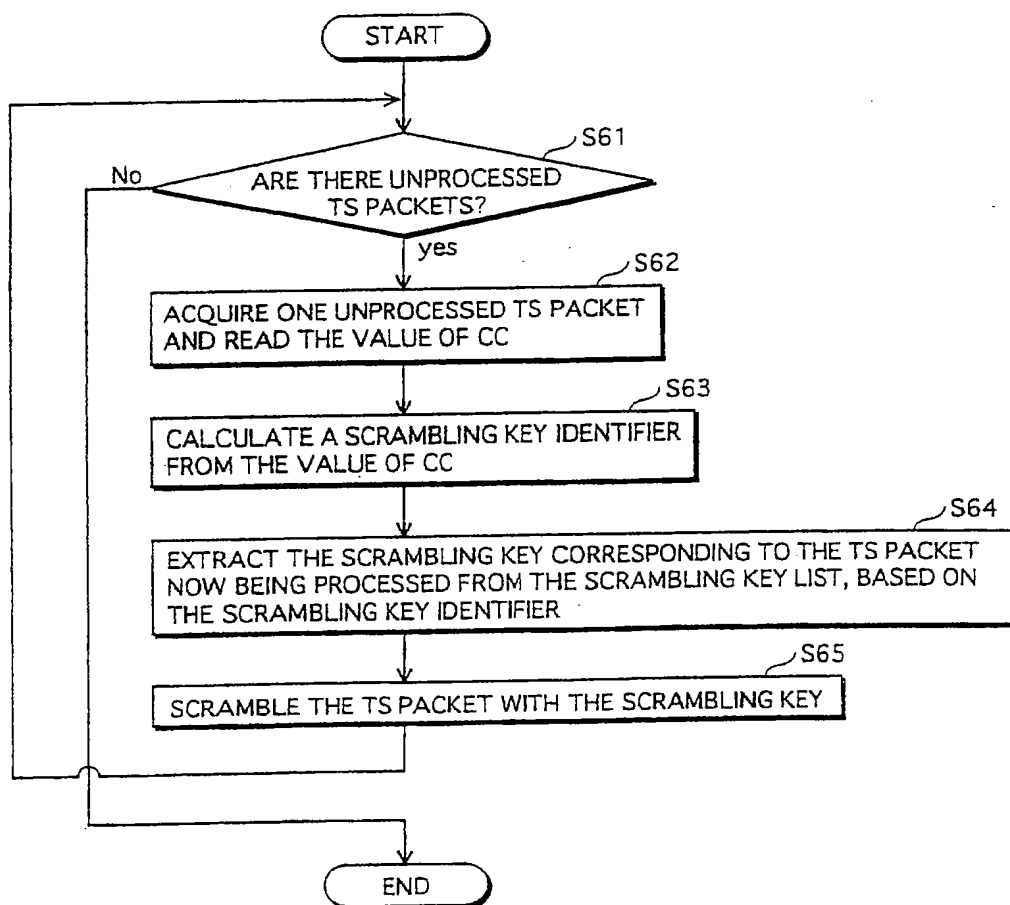 START
S61
No
ARE THERE UNPROCESSED
TS PACKETS?
yes
S62
ACQUIRE ONE UNPROCESSED TS PACKET
AND READ THE VALUE OF CC
S63
CALCULATE A SCRAMBLING KEY IDENTIFIER
FROM THE VALUE OF CC
S64
EXTRACT THE SCRAMBLING KEY CORRESPONDING TO THE TS PACKET
NOW BEING PROCESSED FROM THE SCRAMBLING KEY LIST, BASED ON
THE SCRAMBLING KEY IDENTIFIER
S65
SCRAMBLE THE TS PACKET WITH THE SCRAMBLING KEY
END